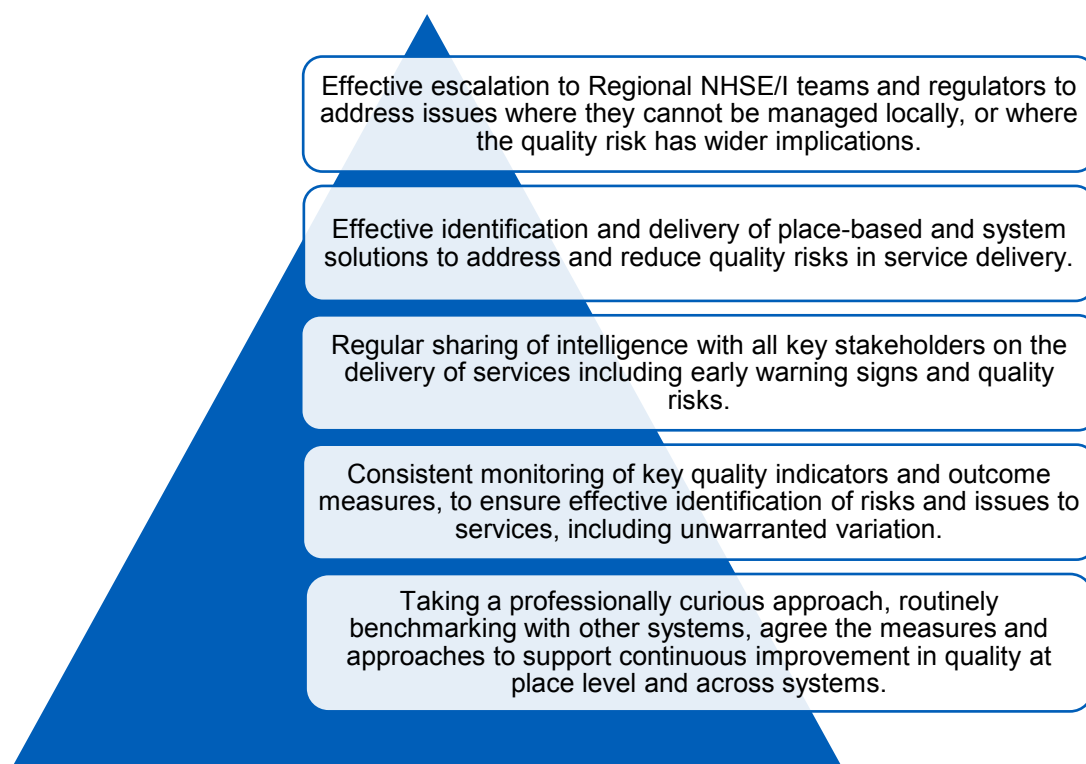 Effective escalation to Regional NHSE/I teams and regulators to
address issues where they cannot be managed locally, or where
the quality risk has wider implications.
Effective identification and delivery of place-based and system
solutions to address and reduce quality risks in service delivery.
Regular sharing of intelligence with all key stakeholders on the
delivery of services including early warning signs and quality
risks.
Consistent monitoring of key quality indicators and outcome
measures, to ensure effective identification of risks and issues to
services, including unwarranted variation.
Taking a professionally curious approach, routinely
benchmarking with other systems, agree the measures and
approaches to support continuous improvement in quality at
place level and across systems.